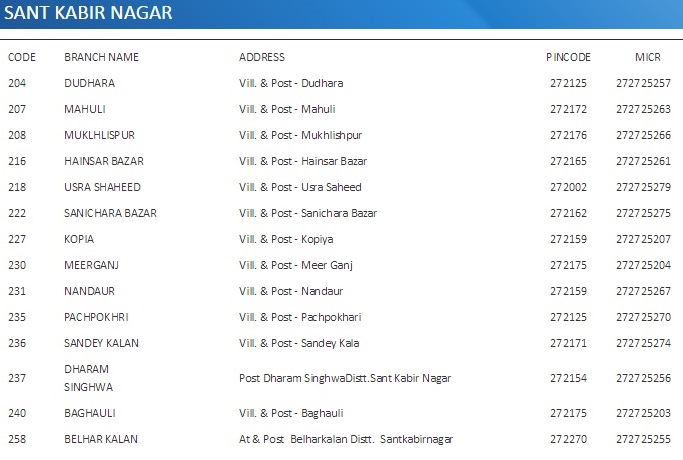 SANT KABIR NAGAR
CODE BRANCH NAME ADDRESS PINCODE MICR
204 DUDHARA Vill. & Post - Dudhara 272125 272725257
207 MAHULI Vill. & Post - Mahuli 272172 272725263
208 MUKLHLISPUR Vill. & Post - Mukhlishpur 272176 272725266
216 HAINSAR BAZAR Vill. & Post - Hainsar Bazar 272165 272725261
218 USRA SHAHEED Vill. & Post - Usra Saheed 272002 272725279
222 SANICHARA BAZAR Vill. & Post - Sanichara Bazar 272162 272725275
227 KOPIA Vill. & Post - Kopiya 272159 272725207
230 MEERGANJ Vill. & Post - Meer Ganj 272175 272725204
231 NANDAUR Vill. & Post - Nandaur 272159 272725267
235 PACHPOKHRI Vill. & Post - Pachpokhari 272125 272725270
236 SANDEY KALAN Vill. & Post - Sandey Kala 272171 272725274
DHARAM
237 Post Dharam SinghwaDistt.Sant Kabir Nagar 272154 272725256
SINGHWA
240 BAGHAULI Vill. & Post - Baghauli 272175 272725203
258 BELHAR KALAN At & Post Belharkalan Distt. Santkabirnagar 272270 272725255